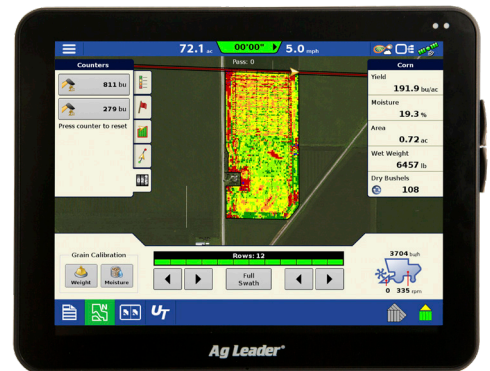 72.1 ac
00'00"
5.0 mph
Counters
811 bu
279 bu
Press counter to reset
Pass: 0
Corn
Yield
191.9 bu/ac
Moisture
19.3 %
Area
0.72 ac
Wet Weight
6457 lb
Dry Bushels
108
Grain Calibration
Weight
Moisture
Rows: 12
Full
Swath
3704 bu/h
0 335 rpm
N
UT
Ag Leader®